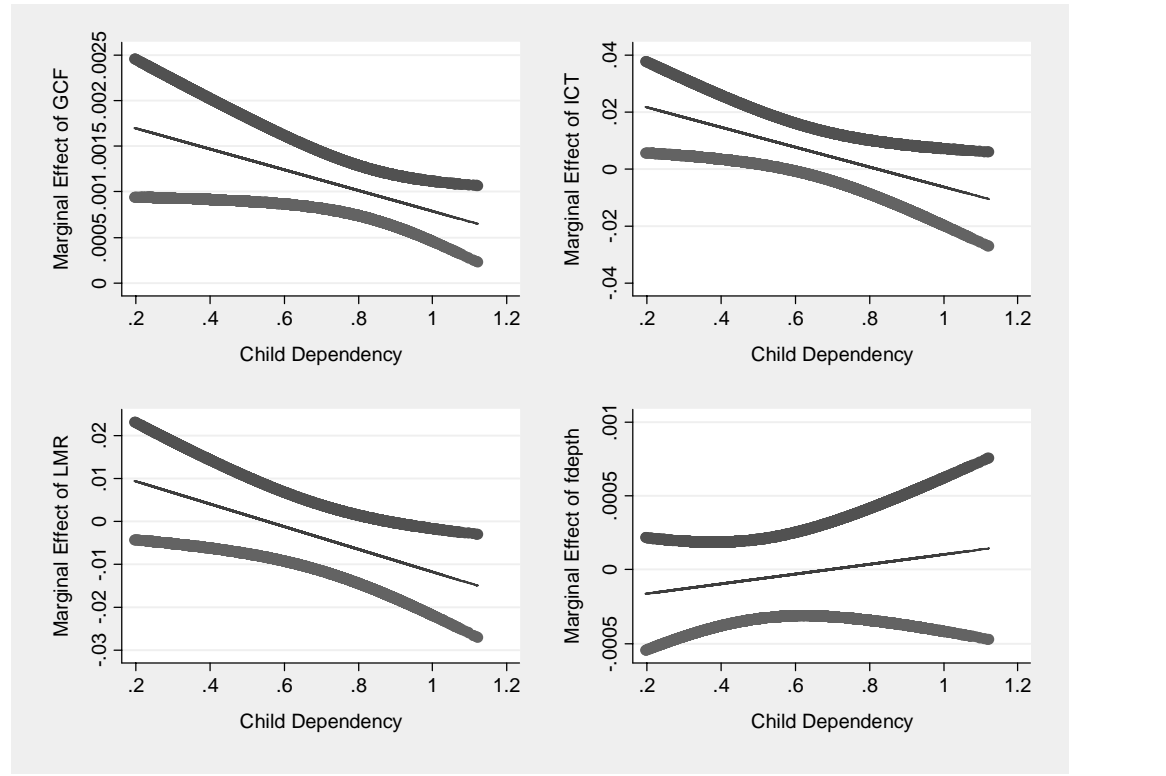 Marginal Effect of GCF
0 .0005 .001 .0015 .002 .0025
.2 .4 .6 .8 1 1.2
Child Dependency
Marginal Effect of ICT
-.04 -.02 0 .02 .04
.2 .4 .6 .8 1 1.2
Child Dependency
Marginal Effect of LMR
-.03 -.02 -.01 0 .01 .02
.2 .4 .6 .8 1 1.2
Child Dependency
Marginal Effect of fdepth
-.0005 0 .0005 .001
.2 .4 .6 .8 1 1.2
Child Dependency